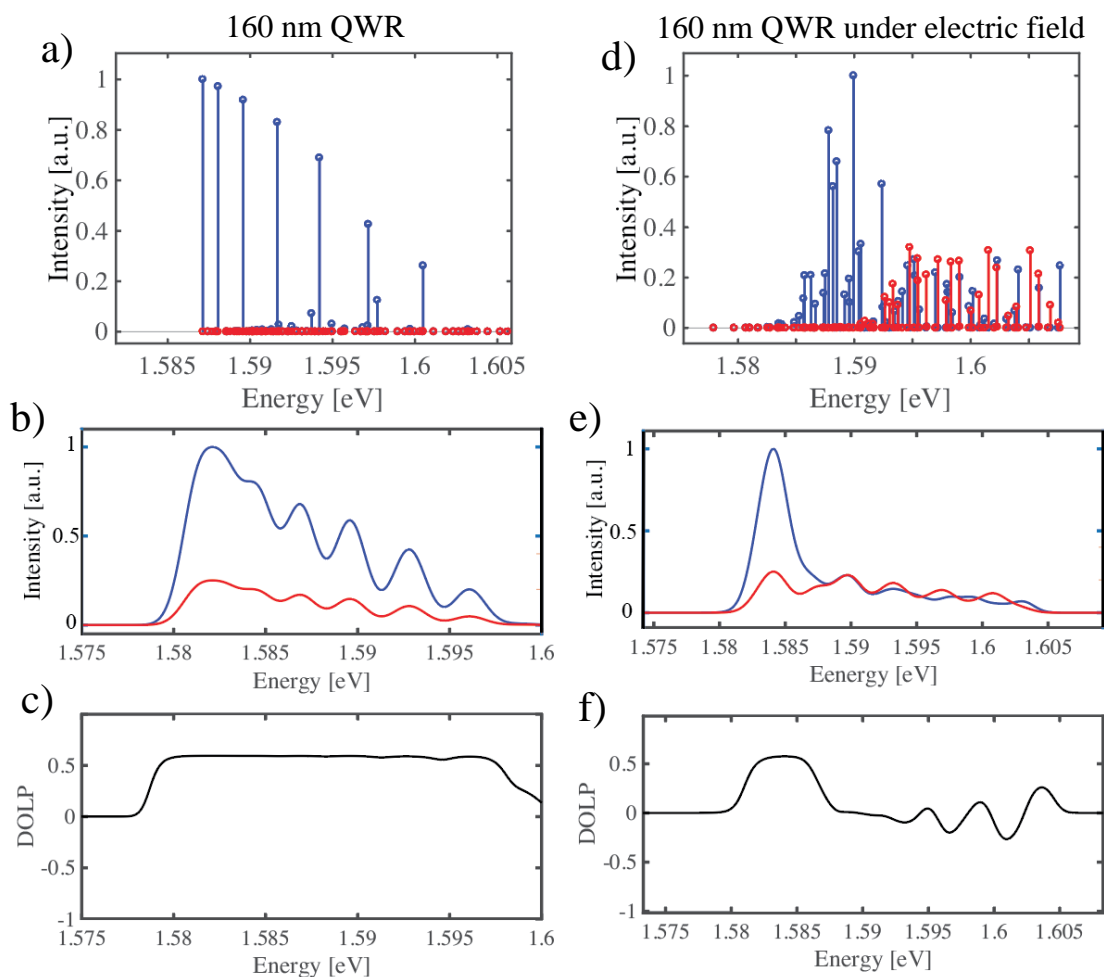 160 nm QWR
a)
1
0.8
0.6
0.4
0.2
0
Intensity [a.u.]
1.585 1.59 1.595 1.6 1.605
Energy [eV]
b)
1
0.5
0
Intensity [a.u.]
1.575 1.58 1.585 1.59 1.595 1.6
Energy [eV]
c)
0.5
0
-0.5
-1
DOLP
1.575 1.58 1.585 1.59 1.595 1.6
Energy [eV]
160 nm QWR under electric field
d)
1
0.8
0.6
0.4
0.2
0
Intensity [a.u.]
1.58 1.59 1.6
Energy [eV]
e)
1
0.5
0
Intensity [a.u.]
1.575 1.58 1.585 1.59 1.595 1.6 1.605
Eenergy [eV]
f)
0.5
0
-0.5
-1
DOLP
1.575 1.58 1.585 1.59 1.595 1.6 1.605
Energy [eV]